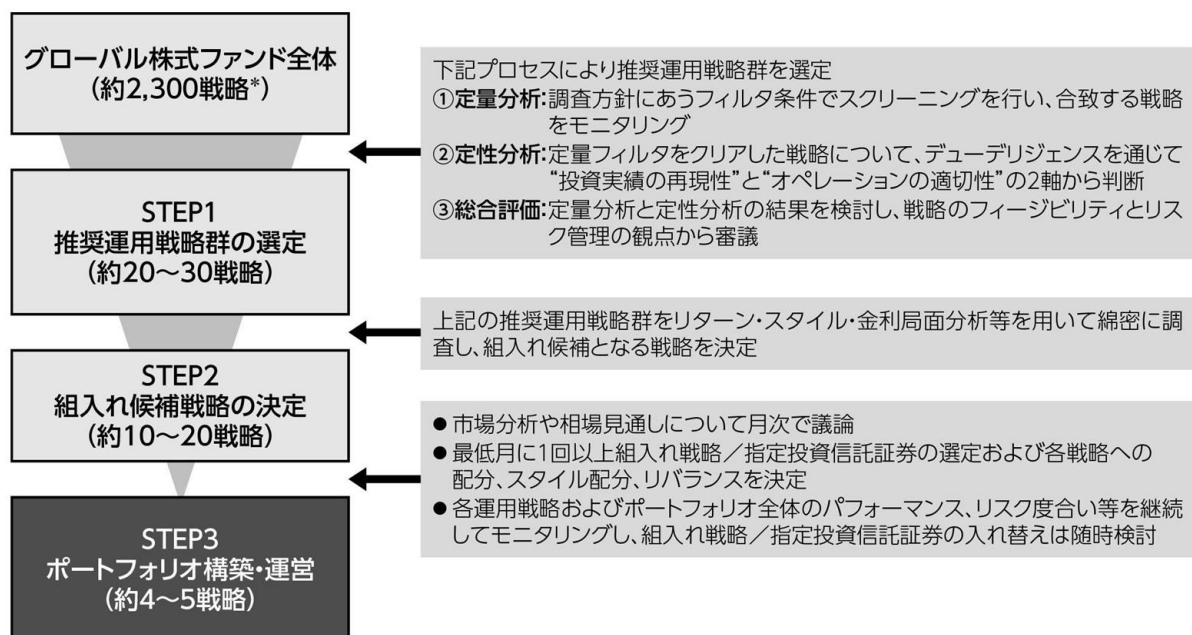 グローバル株式ファンド全体
(約2,300戦略*)
下記プロセスにより推奨運用戦略群を選定
①定量分析:調査方針にあうフィルタ条件でスクリーニングを行い、合致する戦略
をモニタリング
②定性分析:定量フィルタをクリアした戦略について、デューデリジェンスを通じて
“投資実績の再現性”と“オペレーションの適切性”の2軸から判断
③総合評価:定量分析と定性分析の結果を検討し、戦略のフィージビリティとリス
ク管理の観点から審議
STEP1
推奨運用戦略群の選定
(約20～30戦略)
上記の推奨運用戦略群をリターン・スタイル・金利局面分析等を用いて綿密に調
査し、組入れ候補となる戦略を決定
STEP2
組入れ候補戦略の決定
(約10～20戦略)
●市場分析や相場見通しについて月次で議論
●最低月に1回以上組入れ戦略／指定投資信託証券の選定および各戦略への
配分、スタイル配分、リバランスを決定
●各運用戦略およびポートフォリオ全体のパフォーマンス、リスク度合い等を継続
してモニタリングし、組入れ戦略／指定投資信託証券の入れ替えは随時検討
STEP3
ポートフォリオ構築・運営
(約4～5戦略)